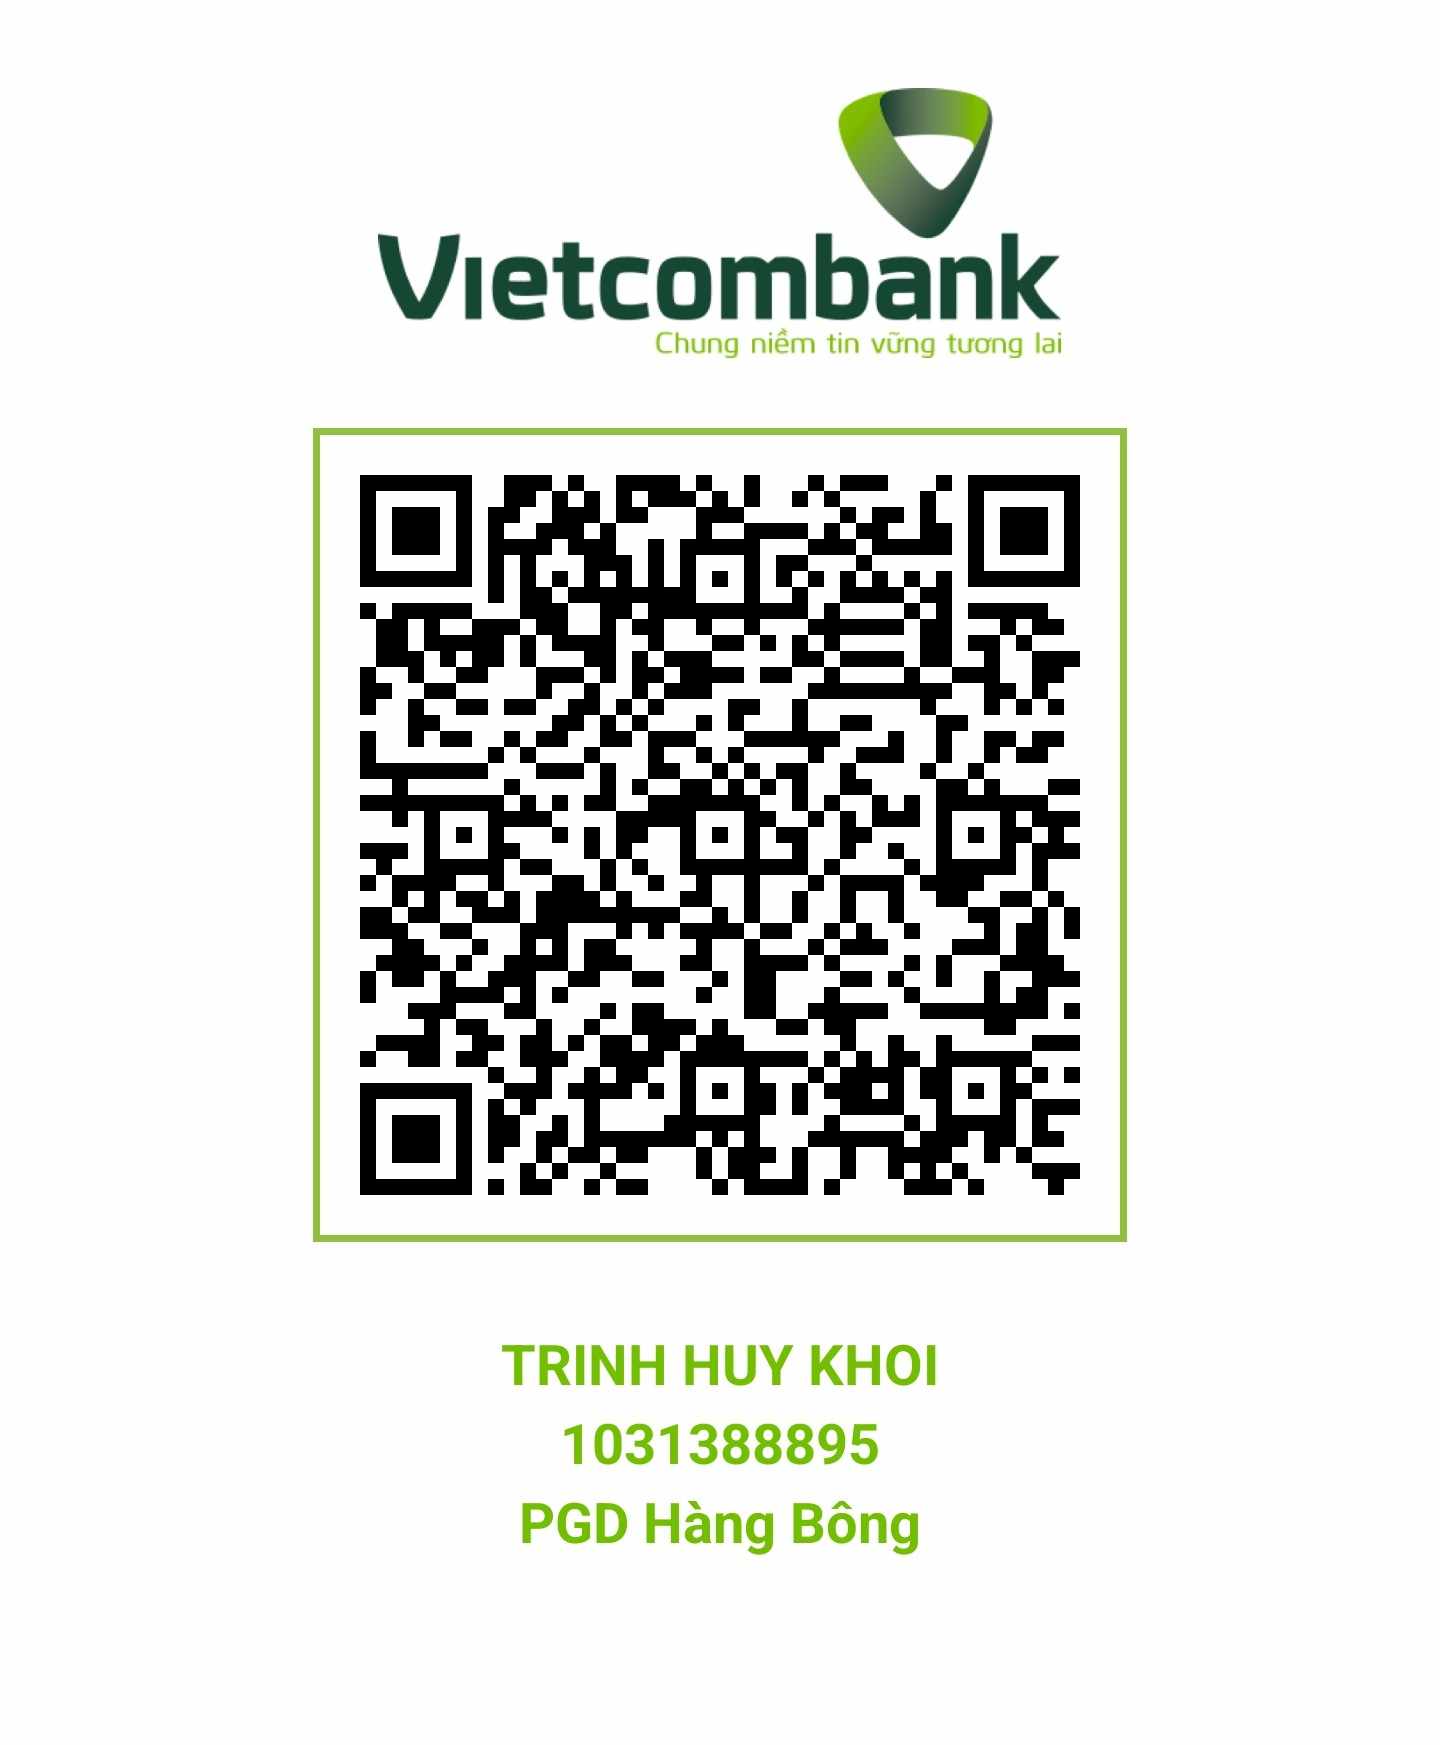 Vietcombank
Chung niềm tin vững tương lai
TRINH HUY KHOI
1031388895
PGD Hàng Bông